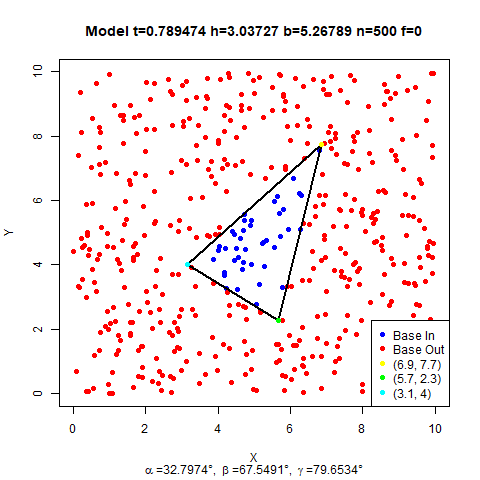 Model t=0.789474 h=3.03727 b=5.26789 n=500 f=0
10
8
6
4
2
0
Y
0 2 4 6 8 10
X
α=32.7974°, β=67.5491°, γ=79.6534°
Base In
Base Out
(6.9, 7.7)
(5.7, 2.3)
(3.1, 4)